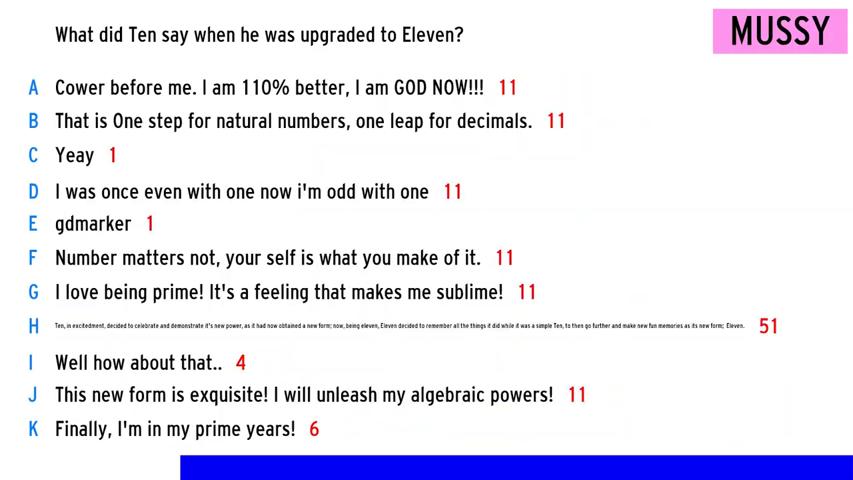 What did Ten say when he was upgraded to Eleven?
MUSSY
A Cower before me. I am 110% better, I am GOD NOW!!! 11
B That is One step for natural numbers, one leap for decimals. 11
C Yeay 1
D I was once even with one now i'm odd with one 11
E gdmarker 1
F Number matters not, your self is what you make of it. 11
G I love being prime! It's a feeling that makes me sublime! 11
H Ten, in excitedment, decided to celebrate and demonstrate it's new power, as it had now obtained a new form; now, being eleven, Eleven decided to remember all the things it did while it was a simple Ten, to then go further and make new fun memories as its new form; Eleven. 51
I Well how about that.. 4
J This new form is exquisite! I will unleash my algebraic powers! 11
K Finally, I'm in my prime years! 6